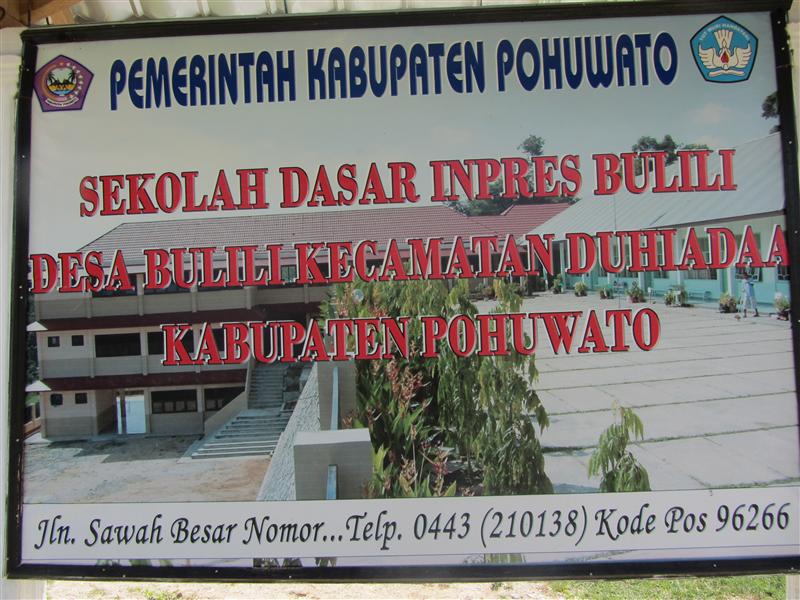 PEMERINTAH KABUPATEN POHUWATO
SEKOLAH DASAR INPRES BULILI
DESA BULILI KECAMATAN DUHIADAA
KABUPATEN POHUWATO
Jln. Sawah Besar Nomor...Telp. 0443 (210138) Kode Pos 96266